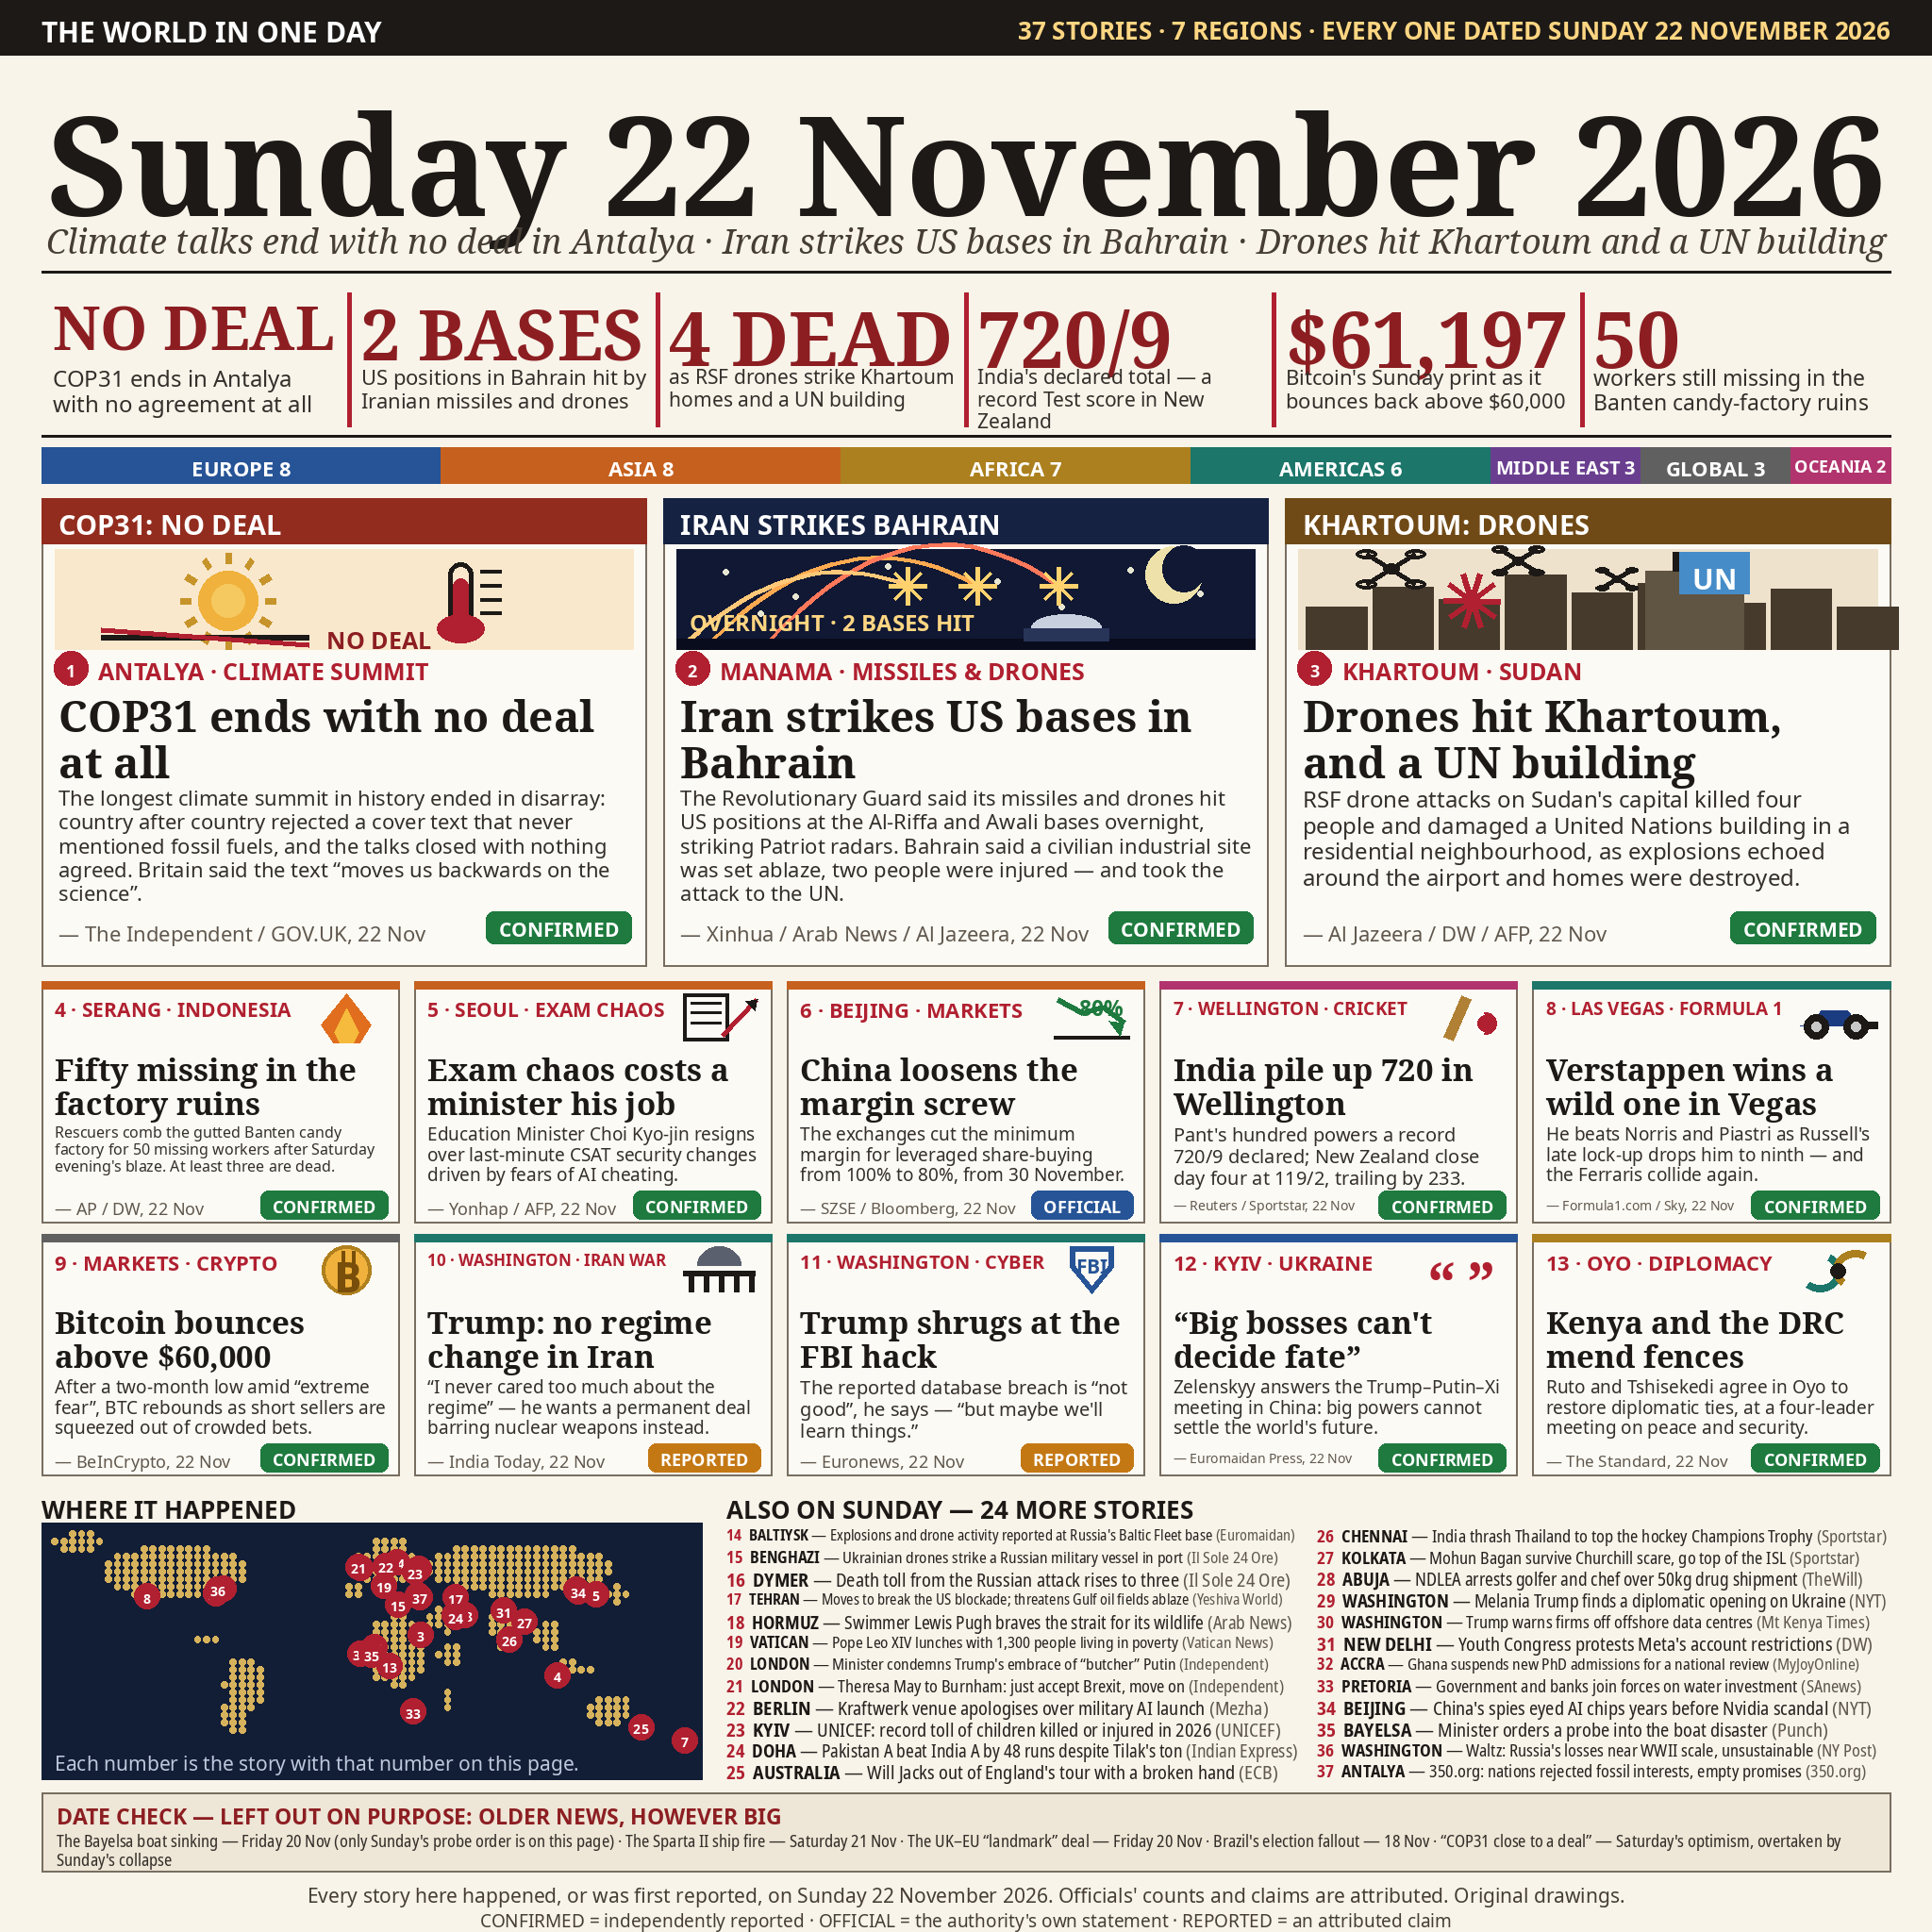 THE WORLD IN ONE DAY
37 STORIES · 7 REGIONS · EVERY ONE DATED SUNDAY 22 NOVEMBER 2026
Sunday 22 November 2026
Climate talks end with no deal in Antalya · Iran strikes US bases in Bahrain · Drones hit Khartoum and a UN building
NO DEAL
COP31 ends in Antalya
with no agreement at all
2 BASES
US positions in Bahrain hit by
Iranian missiles and drones
4 DEAD
as RSF drones strike Khartoum
homes and a UN building
720/9
India's declared total — a
record Test score in New
Zealand
$61,197
Bitcoin's Sunday print as it
bounces back above $60,000
50
workers still missing in the
Banten candy-factory ruins
EUROPE 8
ASIA 8
AFRICA 7
AMERICAS 6
MIDDLE EAST 3
GLOBAL 3
OCEANIA 2
COP31: NO DEAL
NO DEAL
1 ANTALYA · CLIMATE SUMMIT
COP31 ends with no deal
at all
The longest climate summit in history ended in disarray:
country after country rejected a cover text that never
mentioned fossil fuels, and the talks closed with nothing
agreed. Britain said the text “moves us backwards on the
science”.
— The Independent / GOV.UK, 22 Nov
CONFIRMED
IRAN STRIKES BAHRAIN
OVERNIGHT · 2 BASES HIT
2 MANAMA · MISSILES & DRONES
Iran strikes US bases in
Bahrain
The Revolutionary Guard said its missiles and drones hit
US positions at the Al-Riffa and Awali bases overnight,
striking Patriot radars. Bahrain said a civilian industrial site
was set ablaze, two people were injured — and took the
attack to the UN.
— Xinhua / Arab News / Al Jazeera, 22 Nov
CONFIRMED
KHARTOUM: DRONES
UN
3 KHARTOUM · SUDAN
Drones hit Khartoum,
and a UN building
RSF drone attacks on Sudan's capital killed four
people and damaged a United Nations building in a
residential neighbourhood, as explosions echoed
around the airport and homes were destroyed.
— Al Jazeera / DW / AFP, 22 Nov
CONFIRMED
4 · SERANG · INDONESIA
Fifty missing in the
factory ruins
Rescuers comb the gutted Banten candy
factory for 50 missing workers after Saturday
evening's blaze. At least three are dead.
— AP / DW, 22 Nov
CONFIRMED
5 · SEOUL · EXAM CHAOS
Exam chaos costs a
minister his job
Education Minister Choi Kyo-jin resigns
over last-minute CSAT security changes
driven by fears of AI cheating.
— Yonhap / AFP, 22 Nov
CONFIRMED
6 · BEIJING · MARKETS
80%
China loosens the
margin screw
The exchanges cut the minimum
margin for leveraged share-buying
from 100% to 80%, from 30 November.
— SZSE / Bloomberg, 22 Nov
OFFICIAL
7 · WELLINGTON · CRICKET
India pile up 720 in
Wellington
Pant's hundred powers a record
720/9 declared; New Zealand close
day four at 119/2, trailing by 233.
— Reuters / Sportstar, 22 Nov
CONFIRMED
8 · LAS VEGAS · FORMULA 1
Verstappen wins a
wild one in Vegas
He beats Norris and Piastri as Russell's
late lock-up drops him to ninth — and
the Ferraris collide again.
— Formula1.com / Sky, 22 Nov
CONFIRMED
9 · MARKETS · CRYPTO
B
Bitcoin bounces
above $60,000
After a two-month low amid “extreme
fear”, BTC rebounds as short sellers are
squeezed out of crowded bets.
— BeInCrypto, 22 Nov
CONFIRMED
10 · WASHINGTON · IRAN WAR
Trump: no regime
change in Iran
“I never cared too much about the
regime” — he wants a permanent deal
barring nuclear weapons instead.
— India Today, 22 Nov
REPORTED
11 · WASHINGTON · CYBER
FBI
Trump shrugs at the
FBI hack
The reported database breach is “not
good”, he says — “but maybe we'll
learn things.”
— Euronews, 22 Nov
REPORTED
12 · KYIV · UKRAINE
“ ”
“Big bosses can't
decide fate”
Zelenskyy answers the Trump–Putin–Xi
meeting in China: big powers cannot
settle the world's future.
— Euromaidan Press, 22 Nov
CONFIRMED
13 · OYO · DIPLOMACY
Kenya and the DRC
mend fences
Ruto and Tshisekedi agree in Oyo to
restore diplomatic ties, at a four-leader
meeting on peace and security.
— The Standard, 22 Nov
CONFIRMED
WHERE IT HAPPENED
21 22 4 23
8 36 19 15 37 17 24 3 31 27 26 34 5
3 3 35 13 4
33 25 7
Each number is the story with that number on this page.
ALSO ON SUNDAY — 24 MORE STORIES
14 BALTIYSK — Explosions and drone activity reported at Russia's Baltic Fleet base (Euromaidan)
15 BENGHAZI — Ukrainian drones strike a Russian military vessel in port (Il Sole 24 Ore)
16 DYMER — Death toll from the Russian attack rises to three (Il Sole 24 Ore)
17 TEHRAN — Moves to break the US blockade; threatens Gulf oil fields ablaze (Yeshiva World)
18 HORMUZ — Swimmer Lewis Pugh braves the strait for its wildlife (Arab News)
19 VATICAN — Pope Leo XIV lunches with 1,300 people living in poverty (Vatican News)
20 LONDON — Minister condemns Trump's embrace of “butcher” Putin (Independent)
21 LONDON — Theresa May to Burnham: just accept Brexit, move on (Independent)
22 BERLIN — Kraftwerk venue apologises over military AI launch (Mezha)
23 KYIV — UNICEF: record toll of children killed or injured in 2026 (UNICEF)
24 DOHA — Pakistan A beat India A by 48 runs despite Tilak's ton (Indian Express)
25 AUSTRALIA — Will Jacks out of England's tour with a broken hand (ECB)
26 CHENNAI — India thrash Thailand to top the hockey Champions Trophy (Sportstar)
27 KOLKATA — Mohun Bagan survive Churchill scare, go top of the ISL (Sportstar)
28 ABUJA — NDLEA arrests golfer and chef over 50kg drug shipment (TheWill)
29 WASHINGTON — Melania Trump finds a diplomatic opening on Ukraine (NYT)
30 WASHINGTON — Trump warns firms off offshore data centres (Mt Kenya Times)
31 NEW DELHI — Youth Congress protests Meta's account restrictions (DW)
32 ACCRA — Ghana suspends new PhD admissions for a national review (MyJoyOnline)
33 PRETORIA — Government and banks join forces on water investment (SAnews)
34 BEIJING — China's spies eyed AI chips years before Nvidia scandal (NYT)
35 BAYELSA — Minister orders a probe into the boat disaster (Punch)
36 WASHINGTON — Waltz: Russia's losses near WWII scale, unsustainable (NY Post)
37 ANTALYA — 350.org: nations rejected fossil interests, empty promises (350.org)
DATE CHECK — LEFT OUT ON PURPOSE: OLDER NEWS, HOWEVER BIG
The Bayelsa boat sinking — Friday 20 Nov (only Sunday's probe order is on this page) · The Sparta II ship fire — Saturday 21 Nov · The UK–EU “landmark” deal — Friday 20 Nov · Brazil's election fallout — 18 Nov · “COP31 close to a deal” — Saturday's optimism, overtaken by
Sunday's collapse
Every story here happened, or was first reported, on Sunday 22 November 2026. Officials' counts and claims are attributed. Original drawings.
CONFIRMED = independently reported · OFFICIAL = the authority's own statement · REPORTED = an attributed claim